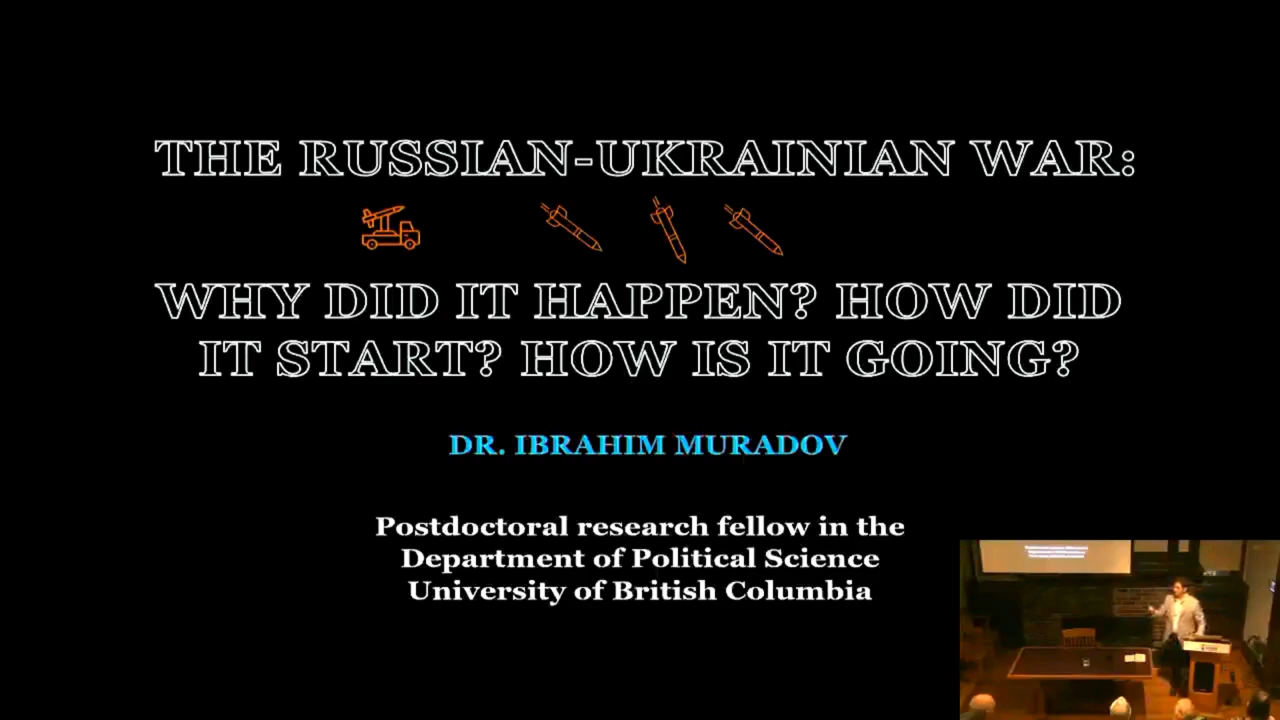 THE RUSSIAN-UKRAINIAN WAR:
WHY DID IT HAPPEN? HOW DID
IT START? HOW IS IT GOING?
DR. IBRAHIM MURADOV
Postdoctoral research fellow in the
Department of Political Science
University of British Columbia